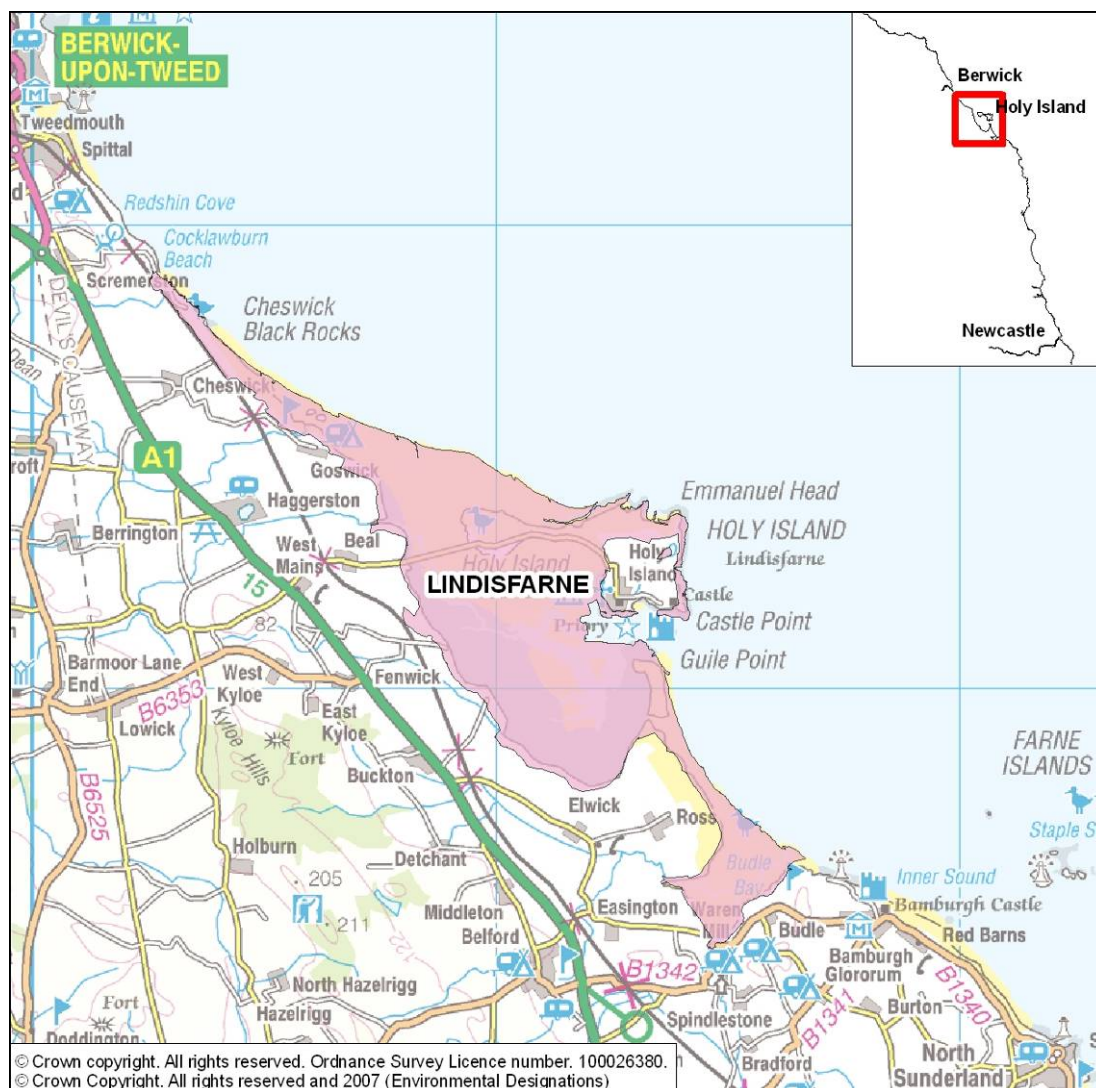 BERWICK-
UPON-TWEED
Tweedmouth
Spittal
Redshin Cove
Cocklawburn
Beach
Scremerston
Cheswick
Black Rocks
DEVIL'S CAUSEWAY
Cheswick
Goswick
A1
Haggerston
Berrington
West
Mains
Beal
15
82
Holy Island
LINDISFARNE
Holy
Island
Emmanuel Head
HOLY ISLAND
Lindisfarne
Castle
Priory
Castle Point
Guile Point
Barmoor Lane
End
B6353
Lowick
West
Kyloe
East
Kyloe
Fenwick
Kyloe Hills
Fort
Buckton
B6525
Holburn
Detchant
205
211
122
Elwick
Ross
FARNE
ISLANDS
Staple S
Budle
Bay
Waren
Mill
Inner Sound
Bamburgh Castle
Middleton
Belford
Easington
Budle
Red Barns
Bamburgh
Glororum
B1342
B1341
B1340
Burton
North Hazelrigg
Hazelrigg
Fort
Doddington
Spindlestone
Bradford
North
Sunderland
Berwick
Holy Island
Newcastle
© Crown copyright. All rights reserved. Ordnance Survey Licence number. 100026380.
© Crown Copyright. All rights reserved and 2007 (Environmental Designations)